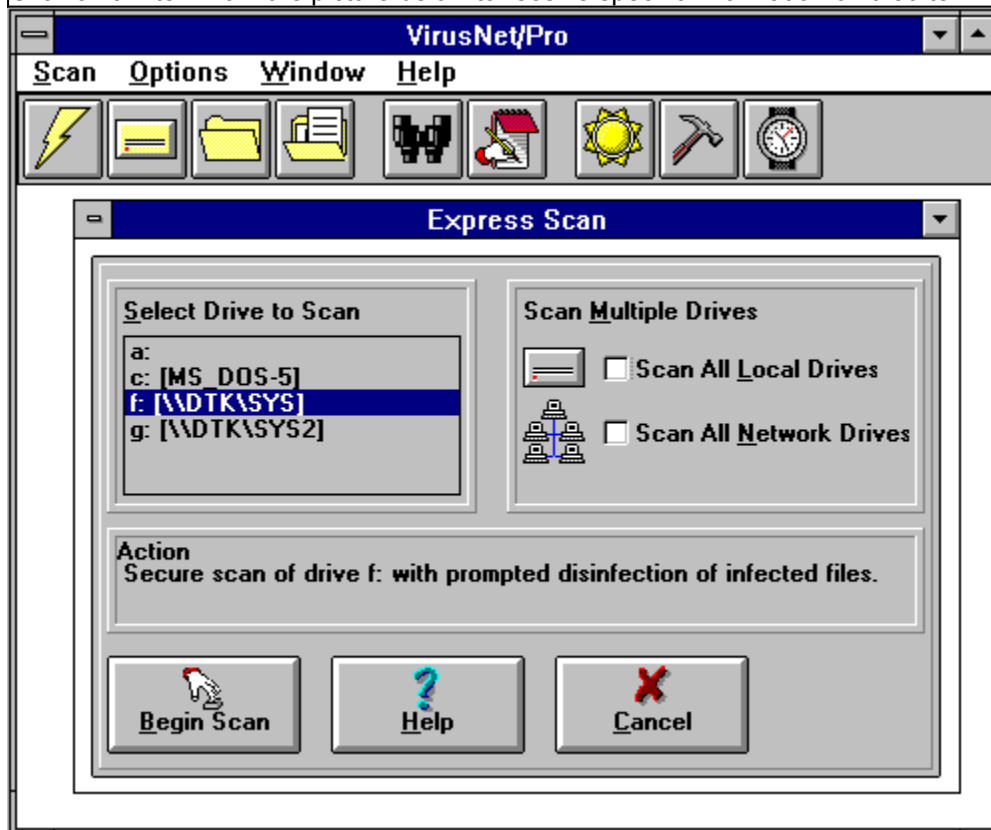 VirusNet/Pro
Scan Options Window Help
Express Scan
Select Drive to Scan
a:
c: [MS_DOS-5]
f: [\\DTK\SYS]
g: [\\DTK\SYS2]
Scan Multiple Drives
Scan All Local Drives
Scan All Network Drives
Action
Secure scan of drive f: with prompted disinfection of infected files.
Begin Scan
Help
Cancel